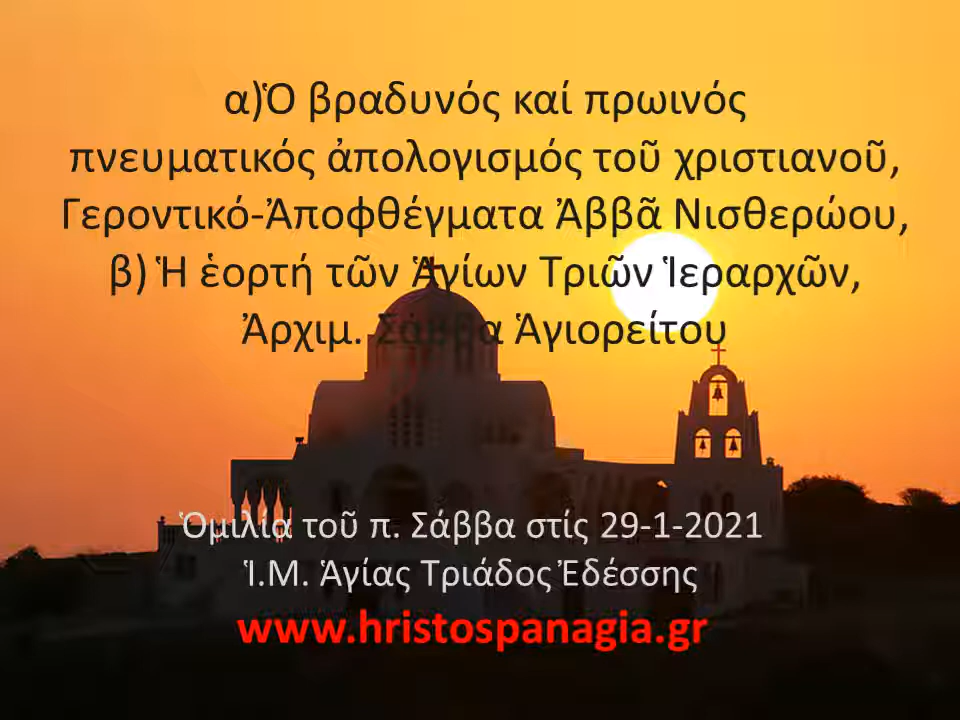 α)Ὁ βραδυνός καί πρωινός
πνευματικός ἀπολογισμός τοῦ χριστιανοῦ,
Γεροντικό-Ἀποφθέγματα Ἀββᾶ Νισθερώου,
β) Ἡ ἑορτή τῶν Ἁγίων Τριῶν Ἱεραρχῶν,
Ἀρχιμ. Σάββα Ἁγιορείτου
Ὁμιλία τοῦ π. Σάββα στίς 29-1-2021
Ἱ.Μ. Ἁγίας Τριάδος Ἐδέσσης
www.hristospanagia.gr